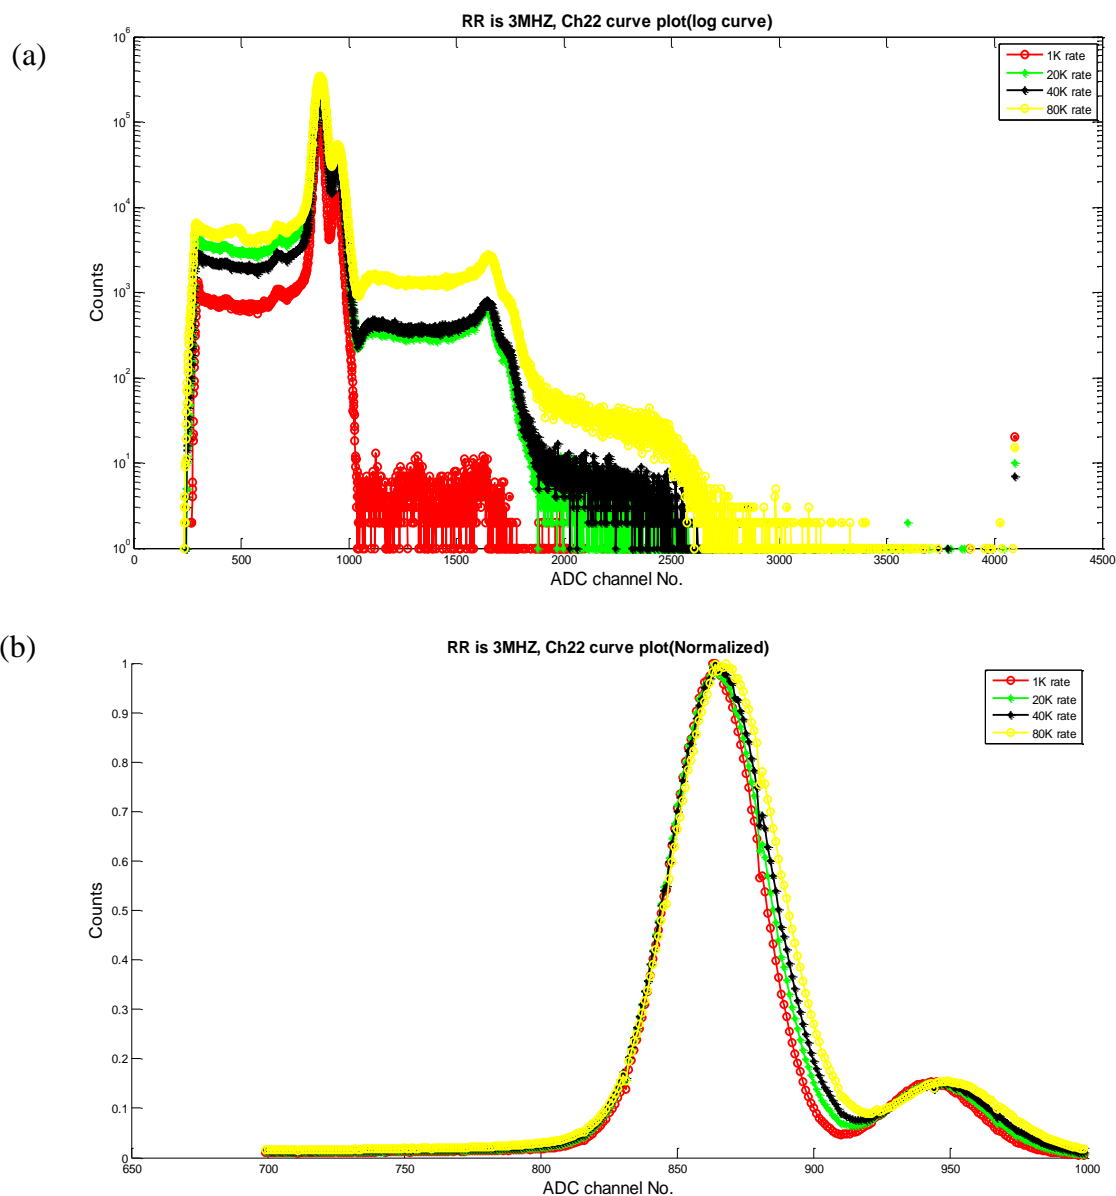 (a)
RR is 3MHZ, Ch22 curve plot(log curve)
10^6
10^5
10^4
10^3
10^2
10^1
10^0
Counts
1K rate
20K rate
40K rate
80K rate
0 500 1000 1500 2000 2500 3000 3500 4000 4500
ADC channel No.
(b)
RR is 3MHZ, Ch22 curve plot(Normalized)
1
0.9
0.8
0.7
0.6
0.5
0.4
0.3
0.2
0.1
0
Counts
1K rate
20K rate
40K rate
80K rate
650 700 750 800 850 900 950 1000
ADC channel No.